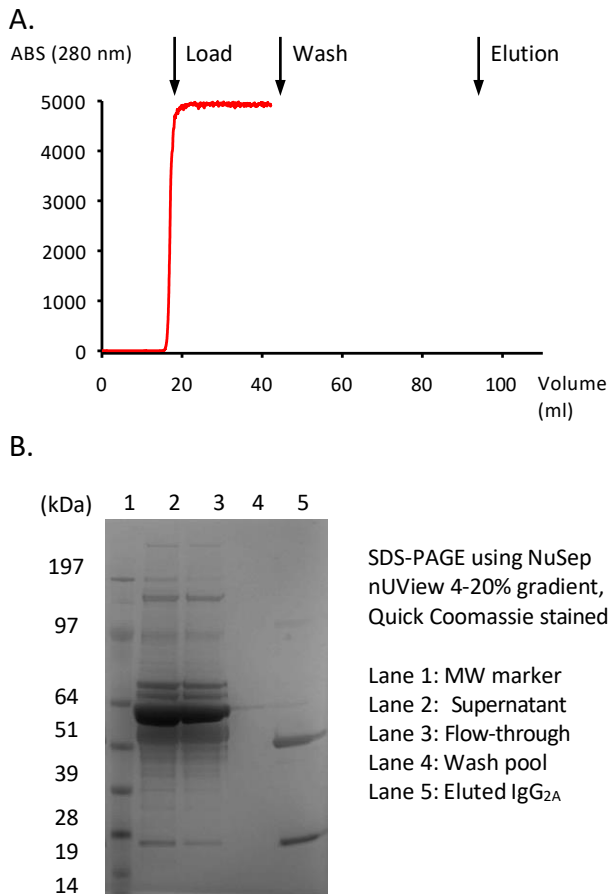 A.
ABS (280 nm)
Load
Wash
Elution
5000
4000
3000
2000
1000
0
0 20 40 60 80 100 Volume
(ml)
B.
(kDa) 1 2 3 4 5
197
97
64
51
39
28
19
14
SDS-PAGE using NuSep
nUView 4-20% gradient,
Quick Coomassie stained
Lane 1: MW marker
Lane 2: Supernatant
Lane 3: Flow-through
Lane 4: Wash pool
Lane 5: Eluted IgG2A